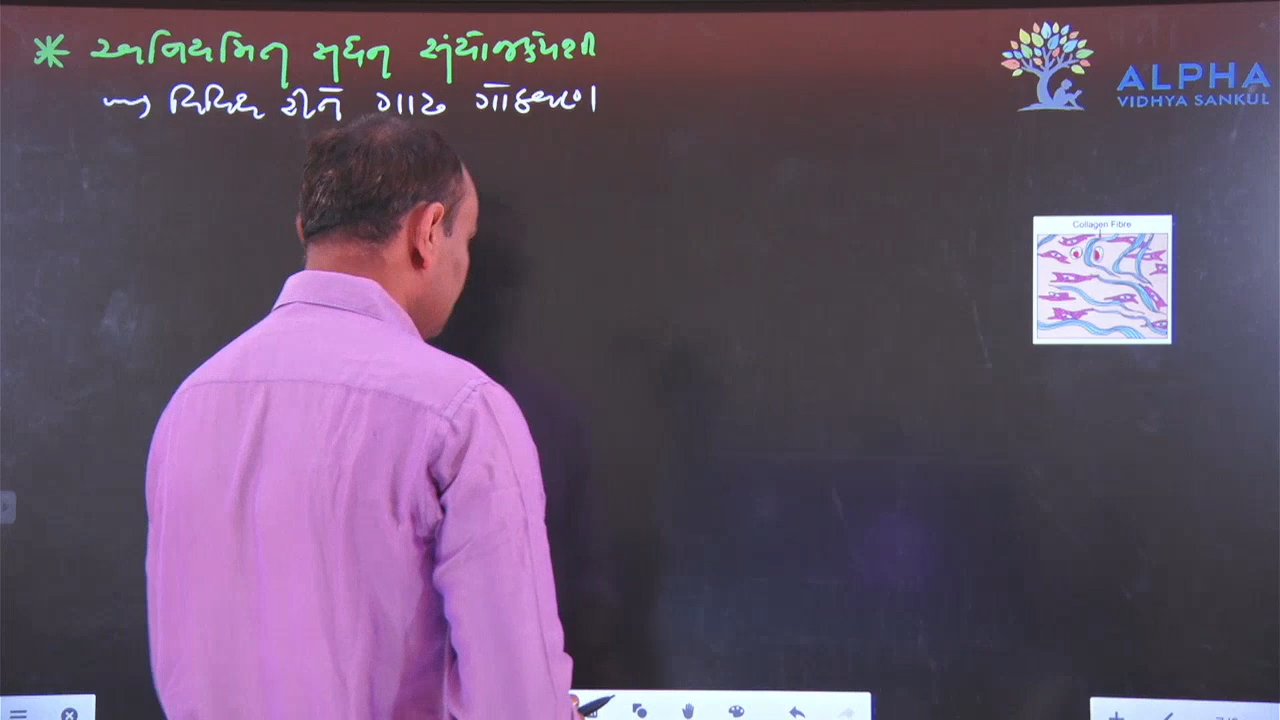 * અનિયમિત સઘન સંયોજકપેશી
→ વિવિધ રીતે ગાઢ ગોઠવણ
ALPHA
VIDHYA SANKUL
Collagen Fibre